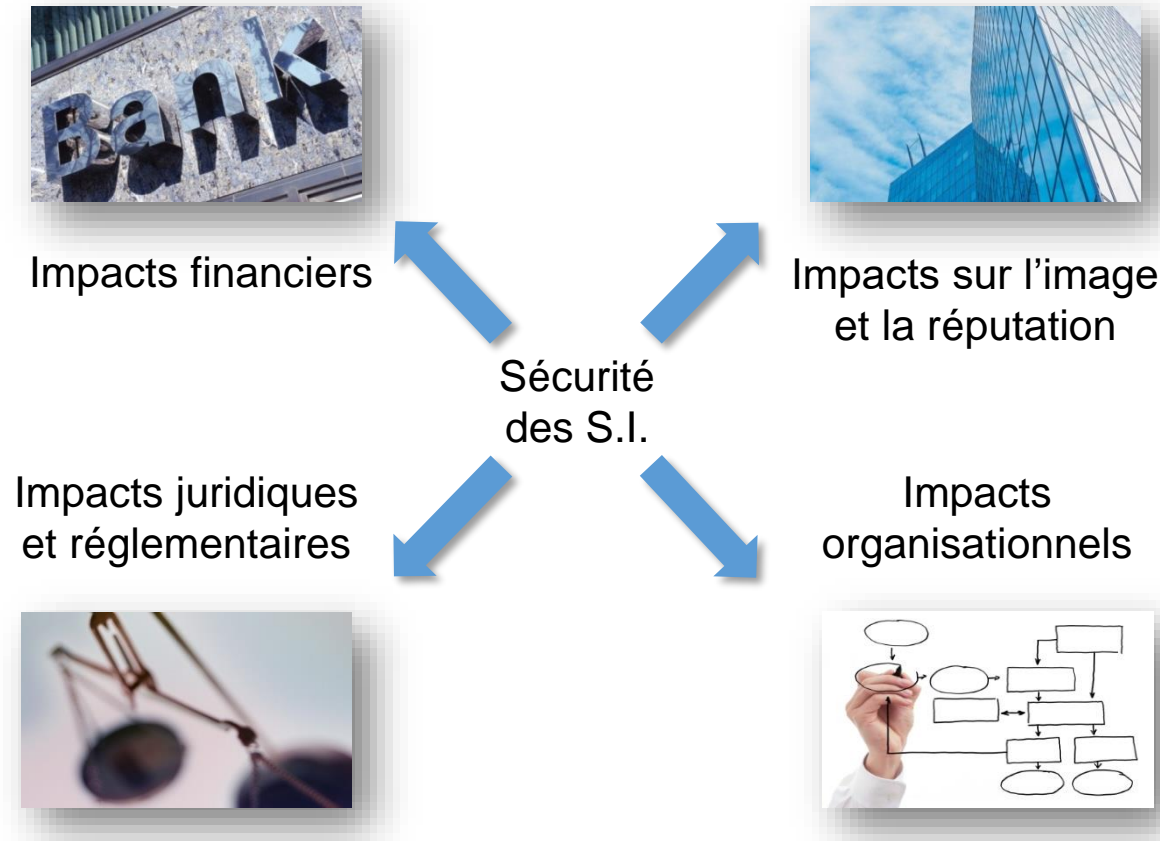 Bank
Impacts financiers
Impacts sur l’image
et la réputation
Sécurité
des S.I.
Impacts juridiques
et réglementaires
Impacts
organisationnels